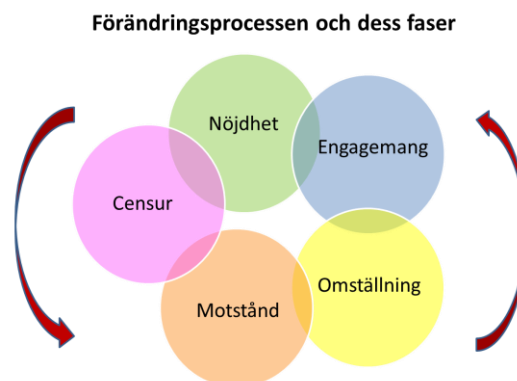 Förändringsprocessen och dess faser
Nöjdhet
Engagemang
Censur
Omställning
Motstånd